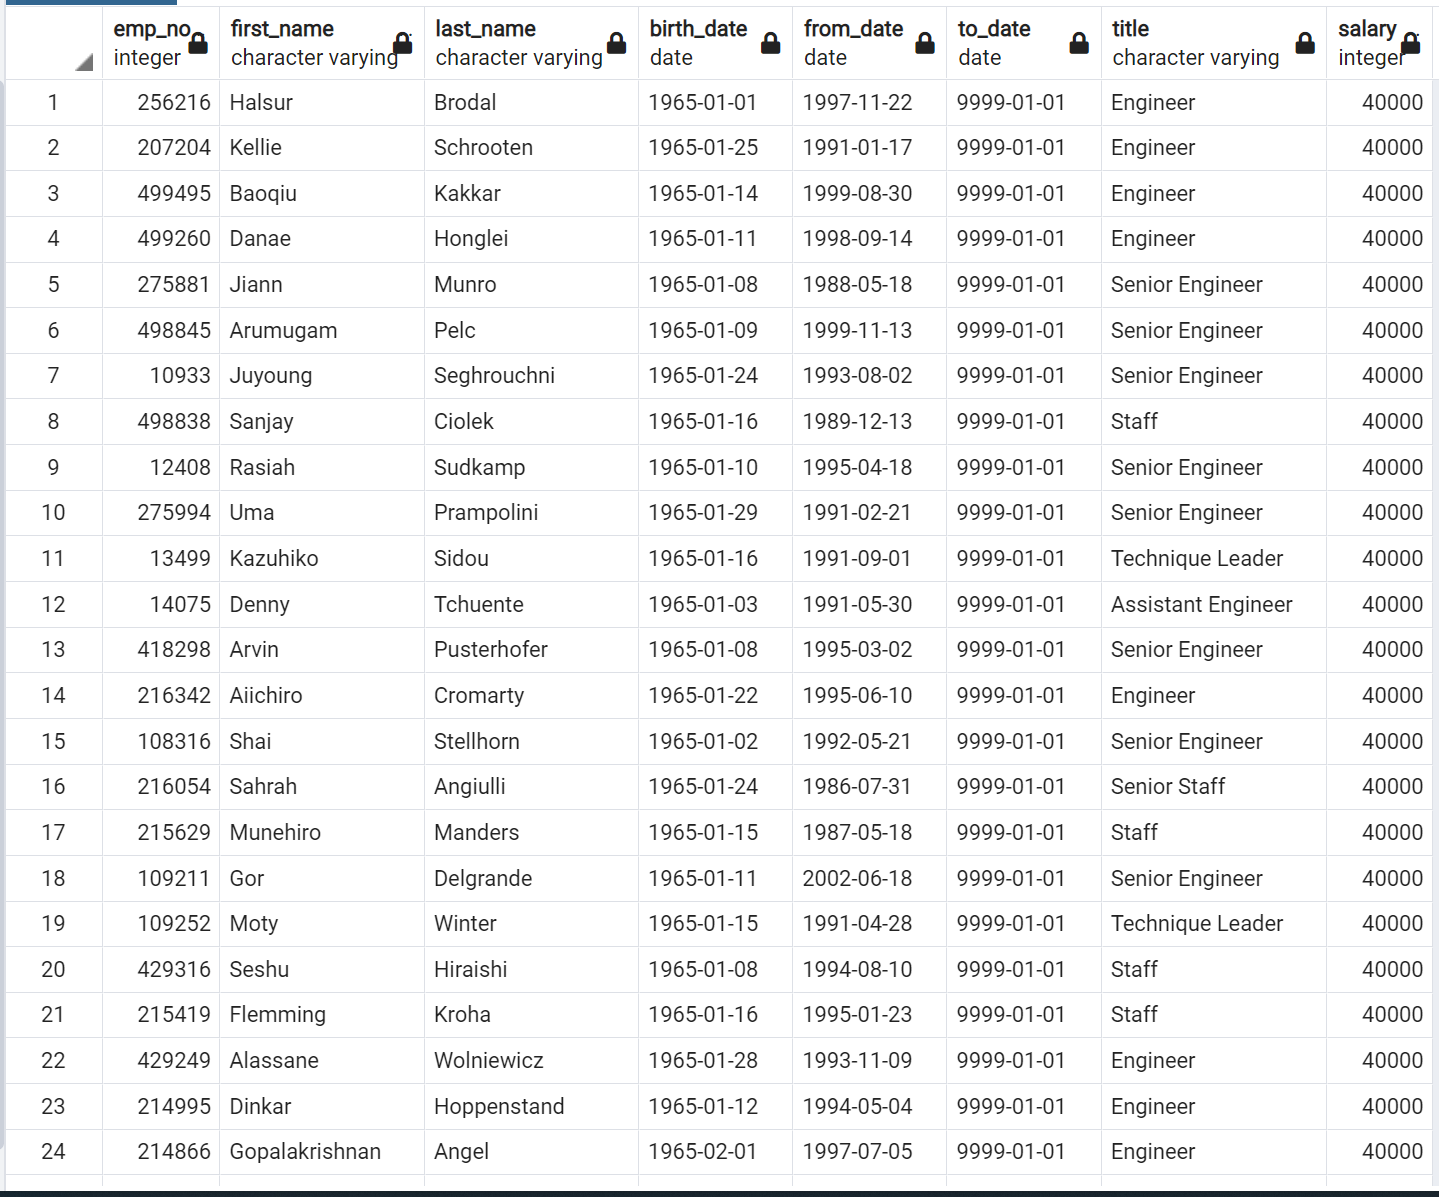 emp_no first_name last_name birth_date from_date to_date title salary
integer character varying character varying date date date character varying integer
1 256216 Halsur Brodal 1965-01-01 1997-11-22 9999-01-01 Engineer 40000
2 207204 Kellie Schrooten 1965-01-25 1991-01-17 9999-01-01 Engineer 40000
3 499495 Baoqiu Kakkar 1965-01-14 1999-08-30 9999-01-01 Engineer 40000
4 499260 Danae Honglei 1965-01-11 1998-09-14 9999-01-01 Engineer 40000
5 275881 Jiann Munro 1965-01-08 1988-05-18 9999-01-01 Senior Engineer 40000
6 498845 Arumugam Pelc 1965-01-09 1999-11-13 9999-01-01 Senior Engineer 40000
7 10933 Juyoung Seghrouchni 1965-01-24 1993-08-02 9999-01-01 Senior Engineer 40000
8 498838 Sanjay Ciolek 1965-01-16 1989-12-13 9999-01-01 Staff 40000
9 12408 Rasiah Sudkamp 1965-01-10 1995-04-18 9999-01-01 Senior Engineer 40000
10 275994 Uma Prampolini 1965-01-29 1991-02-21 9999-01-01 Senior Engineer 40000
11 13499 Kazuhiko Sidou 1965-01-16 1991-09-01 9999-01-01 Technique Leader 40000
12 14075 Denny Tchuente 1965-01-03 1991-05-30 9999-01-01 Assistant Engineer 40000
13 418298 Arvin Pusterhofer 1965-01-08 1995-03-02 9999-01-01 Senior Engineer 40000
14 216342 Aiichiro Cromarty 1965-01-22 1995-06-10 9999-01-01 Engineer 40000
15 108316 Shai Stellhorn 1965-01-02 1992-05-21 9999-01-01 Senior Engineer 40000
16 216054 Sahrah Angiulli 1965-01-24 1986-07-31 9999-01-01 Senior Staff 40000
17 215629 Munehiro Manders 1965-01-15 1987-05-18 9999-01-01 Staff 40000
18 109211 Gor Delgrande 1965-01-11 2002-06-18 9999-01-01 Senior Engineer 40000
19 109252 Moty Winter 1965-01-15 1991-04-28 9999-01-01 Technique Leader 40000
20 429316 Seshu Hiraishi 1965-01-08 1994-08-10 9999-01-01 Staff 40000
21 215419 Flemming Kroha 1965-01-16 1995-01-23 9999-01-01 Staff 40000
22 429249 Alassane Wolniewicz 1965-01-28 1993-11-09 9999-01-01 Engineer 40000
23 214995 Dinkar Hoppenstand 1965-01-12 1994-05-04 9999-01-01 Engineer 40000
24 214866 Gopalakrishnan Angel 1965-02-01 1997-07-05 9999-01-01 Engineer 40000